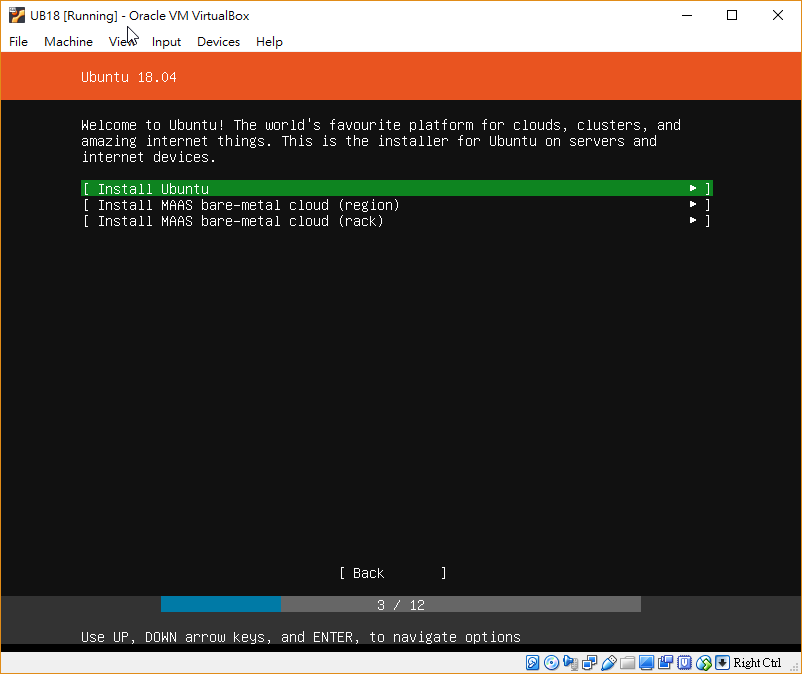 UB18 [Running] - Oracle VM VirtualBox
File Machine View Input Devices Help
Ubuntu 18.04
Welcome to Ubuntu! The world's favourite platform for clouds, clusters, and
amazing internet things. This is the installer for Ubuntu on servers and
internet devices.
[ Install Ubuntu ► ]
[ Install MAAS bare-metal cloud (region) ► ]
[ Install MAAS bare-metal cloud (rack) ► ]
[ Back ]
3 / 12
Use UP, DOWN arrow keys, and ENTER, to navigate options
Right Ctrl